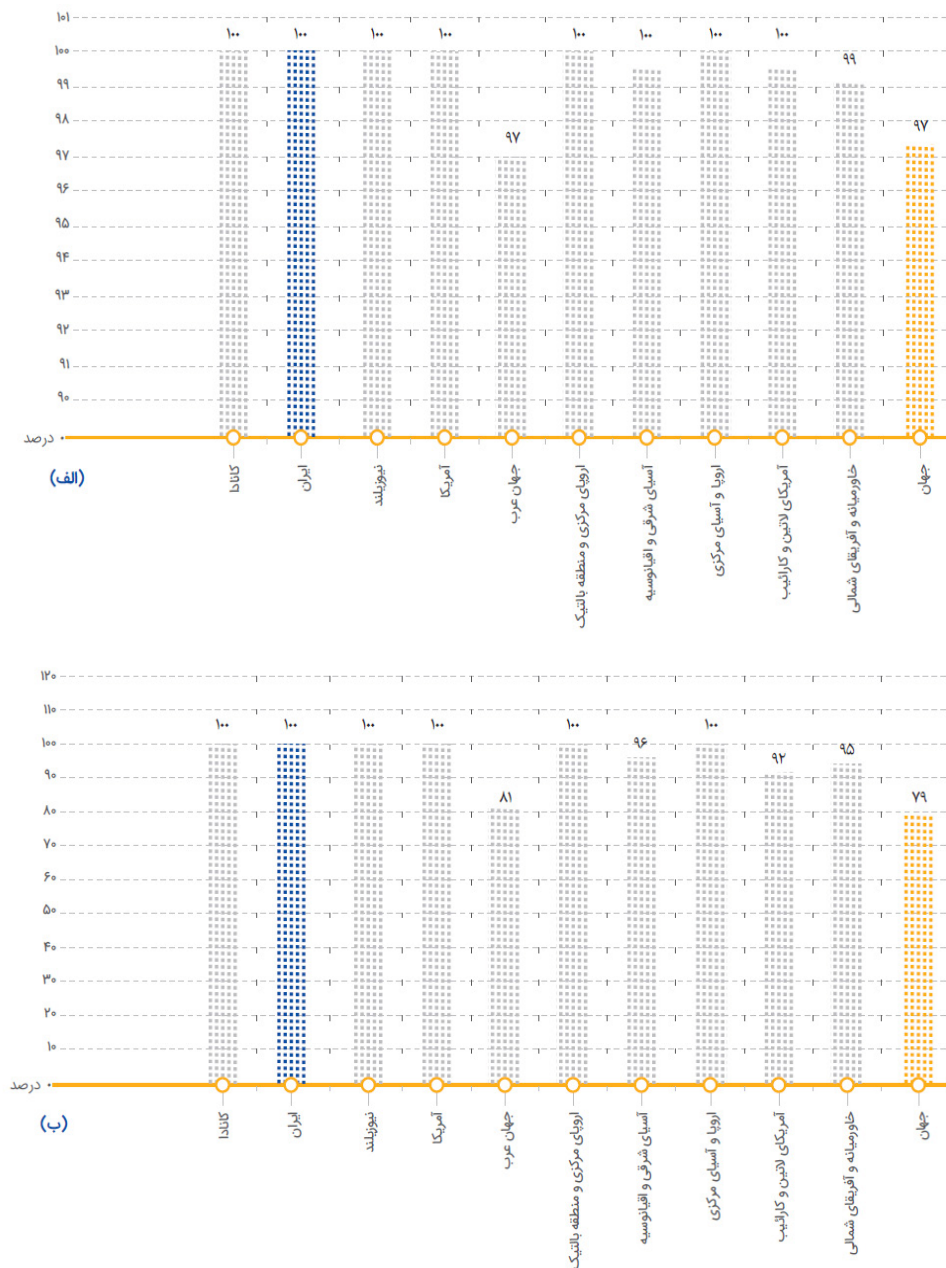 ۱۰۱
۱۰۰
۹۹
۹۸
۹۷
۹۶
۹۵
۹۴
۹۳
۹۲
۹۱
۹۰
۰ درصد
۱۰۰
۱۰۰
۱۰۰
۱۰۰
۹۷
۱۰۰
۱۰۰
۱۰۰
۱۰۰
۹۹
۹۷
(الف)
کانادا
ایران
نیوزیلند
آمریکا
جهان عرب
اروپای مرکزی و منطقه بالتیک
آسیای شرقی و اقیانوسیه
اروپا و آسیای مرکزی
آمریکای لاتین و کارائیب
خاورمیانه و آفریقای شمالی
جهان
۱۲۰
۱۱۰
۱۰۰
۹۰
۸۰
۷۰
۶۰
۵۰
۴۰
۳۰
۲۰
۱۰
۰ درصد
۱۰۰
۱۰۰
۱۰۰
۱۰۰
۸۱
۱۰۰
۹۶
۱۰۰
۹۲
۹۵
۷۹
(ب)
کانادا
ایران
نیوزیلند
آمریکا
جهان عرب
اروپای مرکزی و منطقه بالتیک
آسیای شرقی و اقیانوسیه
اروپا و آسیای مرکزی
آمریکای لاتین و کارائیب
خاورمیانه و آفریقای شمالی
جهان